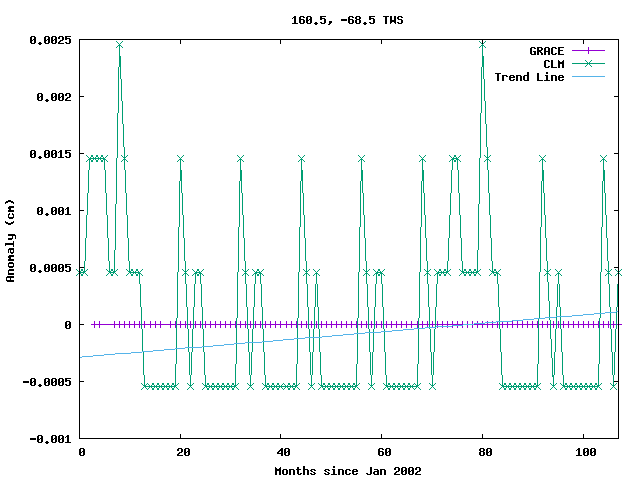 160.5, -68.5 TWS
GRACE
CLM
Trend Line
0.0025
0.002
0.0015
0.001
0.0005
0
-0.0005
-0.001
Anomaly (cm)
0 20 40 60 80 100
Months since Jan 2002